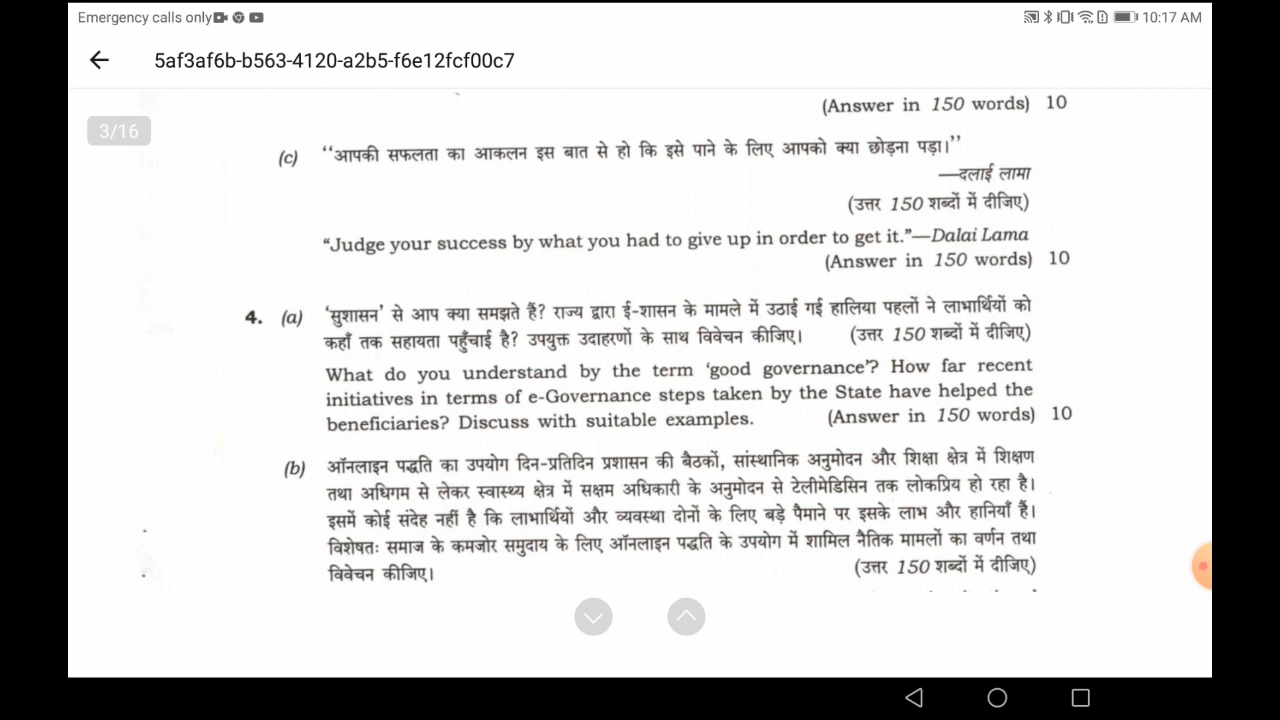 Emergency calls only
10:17 AM
5af3af6b-b563-4120-a2b5-f6e12fcf00c7
3/16
(Answer in 150 words) 10
(c) ‘‘आपकी सफलता का आकलन इस बात से हो कि इसे पाने के लिए आपको क्या छोड़ना पड़ा।’’
—दलाई लामा
(उत्तर 150 शब्दों में दीजिए)
“Judge your success by what you had to give up in order to get it.”—Dalai Lama
(Answer in 150 words) 10
4. (a) ‘सुशासन’ से आप क्या समझते हैं? राज्य द्वारा ई-शासन के मामले में उठाई गई हालिया पहलों ने लाभार्थियों को
कहाँ तक सहायता पहुँचाई है? उपयुक्त उदाहरणों के साथ विवेचन कीजिए। (उत्तर 150 शब्दों में दीजिए)
What do you understand by the term ‘good governance’? How far recent
initiatives in terms of e-Governance steps taken by the State have helped the
beneficiaries? Discuss with suitable examples. (Answer in 150 words) 10
(b) ऑनलाइन पद्धति का उपयोग दिन-प्रतिदिन प्रशासन की बैठकों, सांस्थानिक अनुमोदन और शिक्षा क्षेत्र में शिक्षण
तथा अधिगम से लेकर स्वास्थ्य क्षेत्र में सक्षम अधिकारी के अनुमोदन से टेलीमेडिसिन तक लोकप्रिय हो रहा है।
इसमें कोई संदेह नहीं है कि लाभार्थियों और व्यवस्था दोनों के लिए बड़े पैमाने पर इसके लाभ और हानियाँ हैं।
विशेषतः समाज के कमजोर समुदाय के लिए ऑनलाइन पद्धति के उपयोग में शामिल नैतिक मामलों का वर्णन तथा
विवेचन कीजिए। (उत्तर 150 शब्दों में दीजिए)